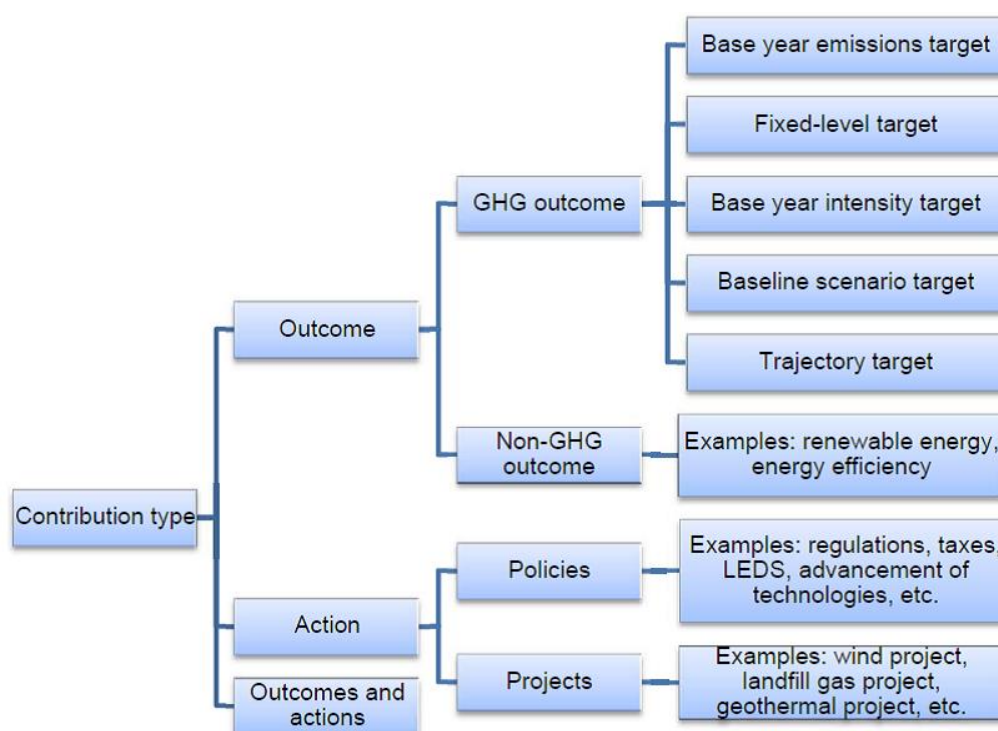 Contribution type
Outcome
GHG outcome
Base year emissions target
Fixed-level target
Base year intensity target
Baseline scenario target
Trajectory target
Non-GHG
outcome
Examples: renewable energy,
energy efficiency
Action
Policies
Examples: regulations, taxes,
LEDS, advancement of
technologies, etc.
Projects
Examples: wind project,
landfill gas project,
geothermal project, etc.
Outcomes and
actions